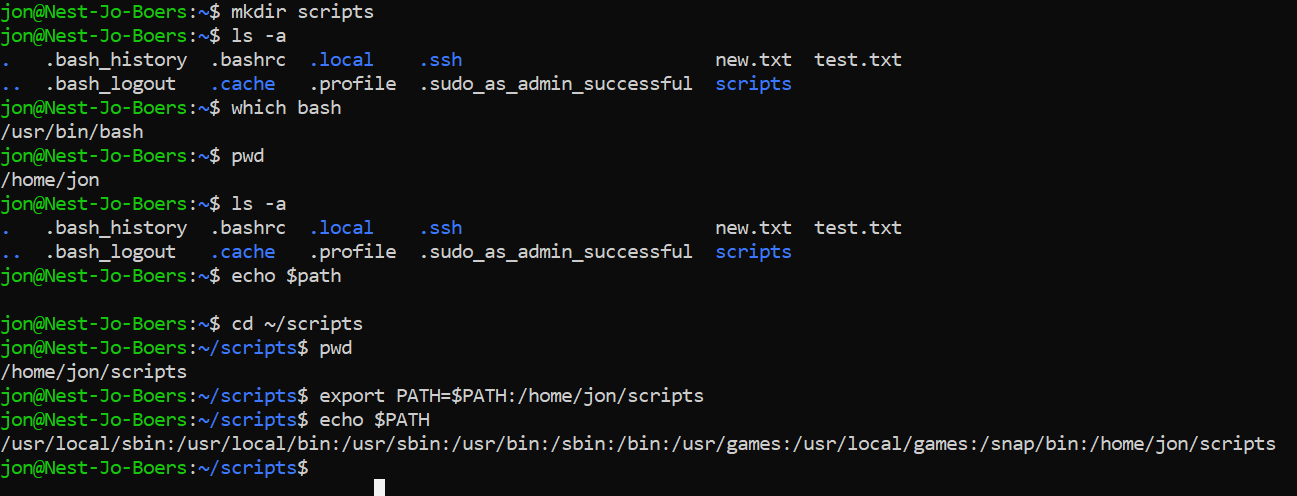 jon@Nest-Jo-Boers:~$ mkdir scripts
jon@Nest-Jo-Boers:~$ ls -a
.   .bash_history  .bashrc  .local    .ssh                       new.txt  test.txt
..  .bash_logout   .cache   .profile  .sudo_as_admin_successful  scripts
jon@Nest-Jo-Boers:~$ which bash
/usr/bin/bash
jon@Nest-Jo-Boers:~$ pwd
/home/jon
jon@Nest-Jo-Boers:~$ ls -a
.   .bash_history  .bashrc  .local    .ssh                       new.txt  test.txt
..  .bash_logout   .cache   .profile  .sudo_as_admin_successful  scripts
jon@Nest-Jo-Boers:~$ echo $path

jon@Nest-Jo-Boers:~$ cd ~/scripts
jon@Nest-Jo-Boers:~/scripts$ pwd
/home/jon/scripts
jon@Nest-Jo-Boers:~/scripts$ export PATH=$PATH:/home/jon/scripts
jon@Nest-Jo-Boers:~/scripts$ echo $PATH
/usr/local/sbin:/usr/local/bin:/usr/sbin:/usr/bin:/sbin:/bin:/usr/games:/usr/local/games:/snap/bin:/home/jon/scripts
jon@Nest-Jo-Boers:~/scripts$